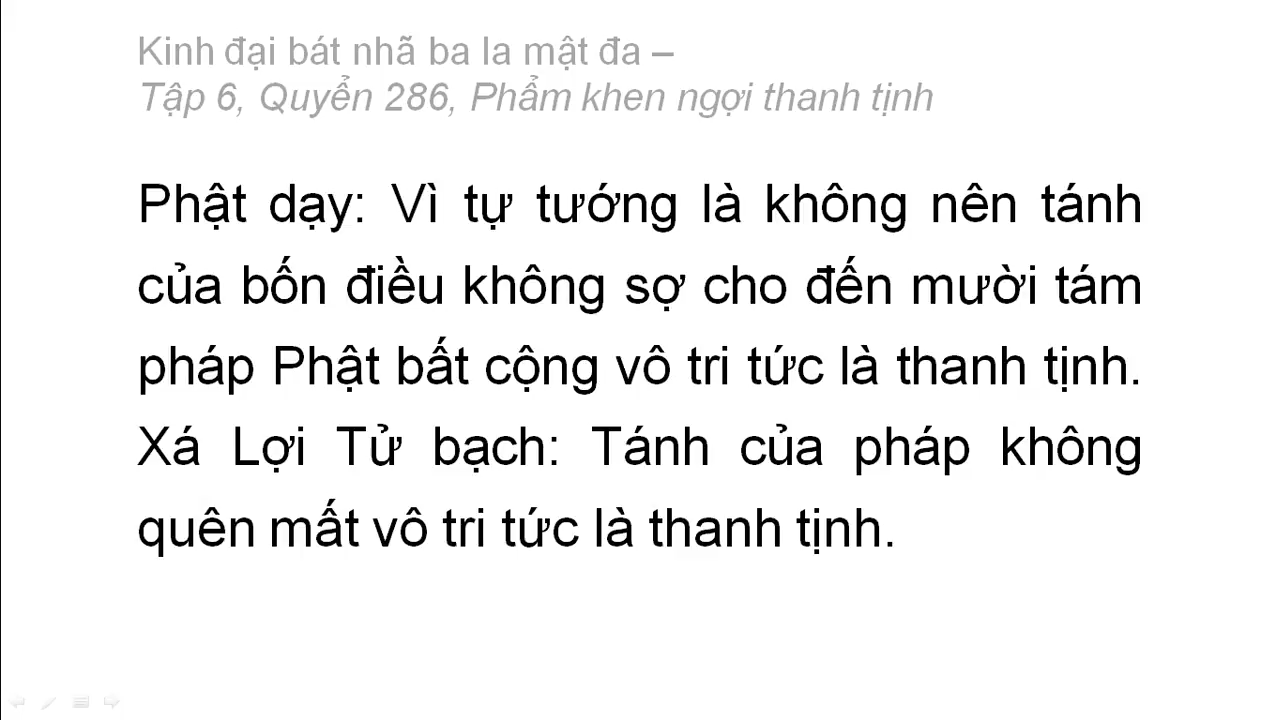 Kinh đại bát nhã ba la mật đa –
Tập 6, Quyển 286, Phẩm khen ngợi thanh tịnh
Phật dạy: Vì tự tướng là không nên tánh
của bốn điều không sợ cho đến mười tám
pháp Phật bất cộng vô tri tức là thanh tịnh.
Xá Lợi Tử bạch: Tánh của pháp không
quên mất vô tri tức là thanh tịnh.